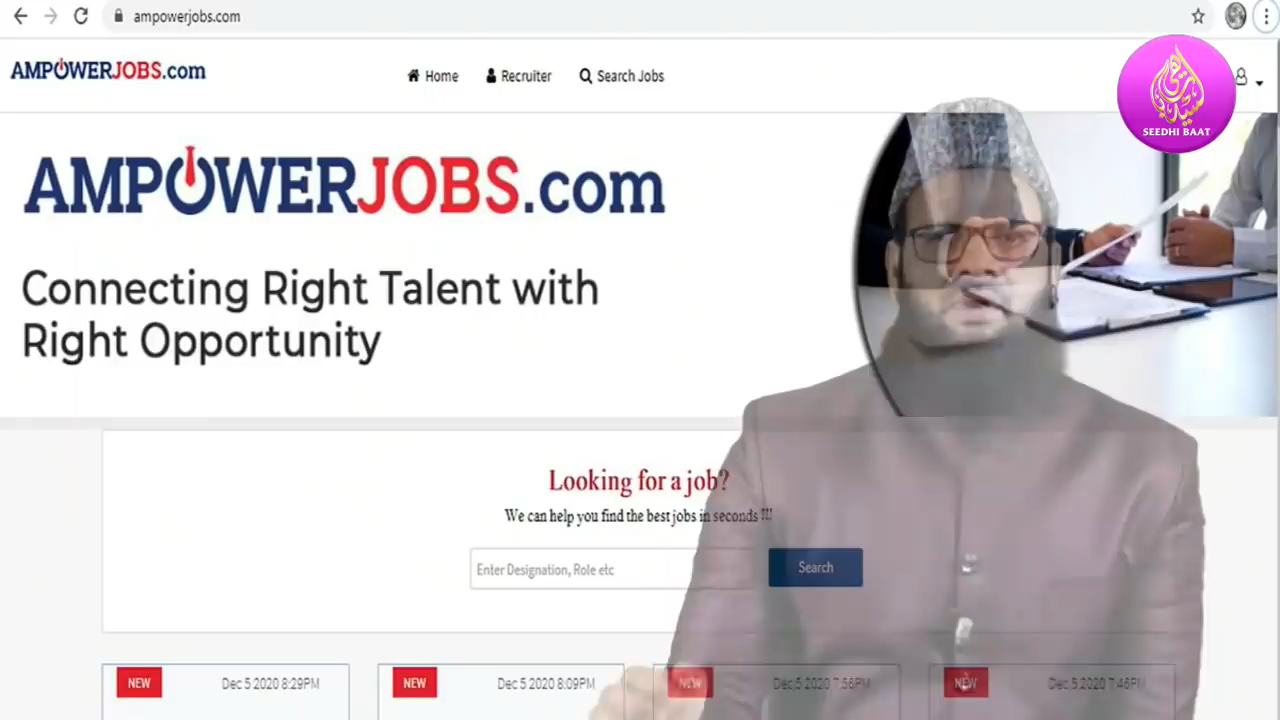 ampowerjobs.com
AMPOWERJOBS.com
Home
Recruiter
Search Jobs
SEEDHI BAAT
AMPOWERJOBS.com
Connecting Right Talent with
Right Opportunity
Looking for a job?
We can help you find the best jobs in seconds !!!
Enter Designation, Role etc
Search
NEW
Dec 5 2020 8:29PM
NEW
Dec 5 2020 8:09PM
NEW
Dec 5 2020 7:56PM
NEW
Dec 5 2020 7:46PM